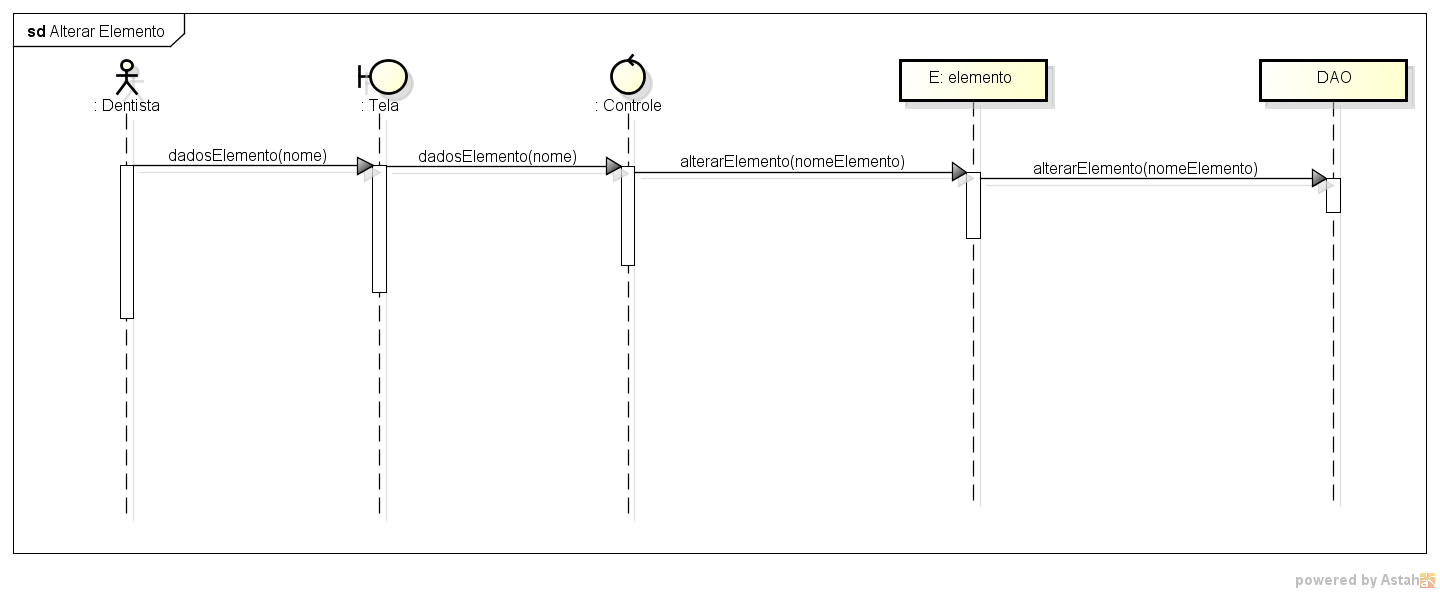 sd Alterar Elemento
: Dentista
: Tela
: Controle
E: elemento
DAO
dadosElemento(nome)
dadosElemento(nome)
alterarElemento(nomeElemento)
alterarElemento(nomeElemento)
powered by Astah